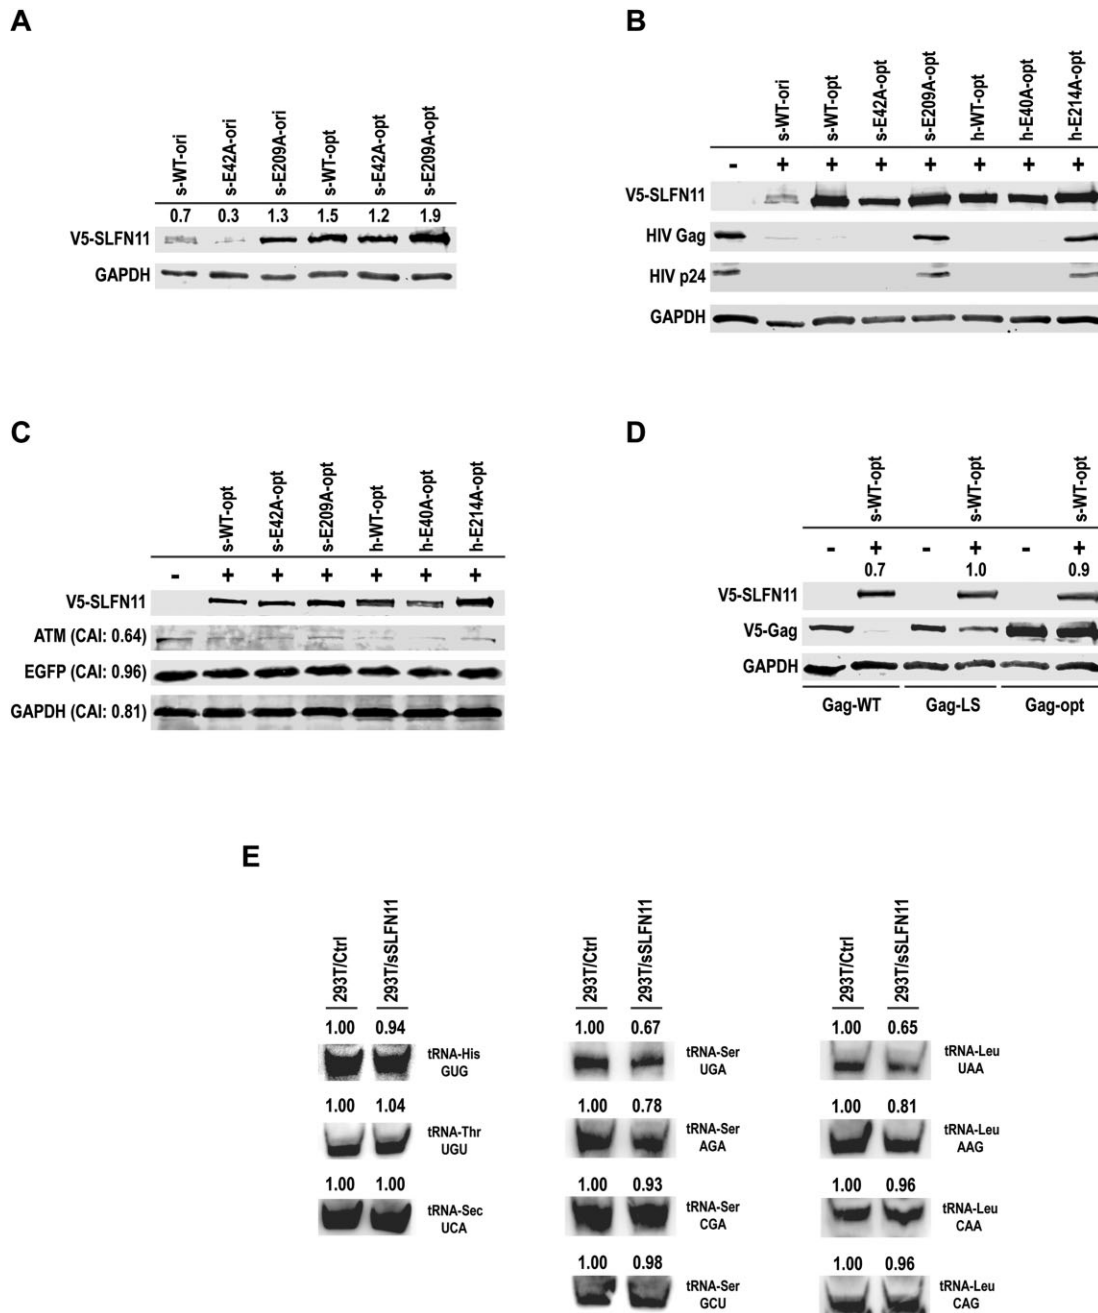 A
s-WT-ori
s-E42A-ori
s-E209A-ori
s-WT-opt
s-E42A-opt
s-E209A-opt
0.7 0.3 1.3 1.5 1.2 1.9
V5-SLFN11
GAPDH
B
s-WT-ori
s-WT-opt
s-E42A-opt
s-E209A-opt
h-WT-opt
h-E40A-opt
h-E214A-opt
- + + + + + + +
V5-SLFN11
HIV Gag
HIV p24
GAPDH
C
s-WT-opt
s-E42A-opt
s-E209A-opt
h-WT-opt
h-E40A-opt
h-E214A-opt
- + + + + + +
V5-SLFN11
ATM (CAI: 0.64)
EGFP (CAI: 0.96)
GAPDH (CAI: 0.81)
D
s-WT-opt
s-WT-opt
s-WT-opt
- + - + - +
0.7 1.0 0.9
V5-SLFN11
V5-Gag
GAPDH
Gag-WT Gag-LS Gag-opt
E
293T/Ctrl
293T/sSLFN11
1.00 0.94
tRNA-His
GUG
1.00 1.04
tRNA-Thr
UGU
1.00 1.00
tRNA-Sec
UCA
293T/Ctrl
293T/sSLFN11
1.00 0.67
tRNA-Ser
UGA
1.00 0.78
tRNA-Ser
AGA
1.00 0.93
tRNA-Ser
CGA
1.00 0.98
tRNA-Ser
GCU
293T/Ctrl
293T/sSLFN11
1.00 0.65
tRNA-Leu
UAA
1.00 0.81
tRNA-Leu
AAG
1.00 0.96
tRNA-Leu
CAA
1.00 0.96
tRNA-Leu
CAG